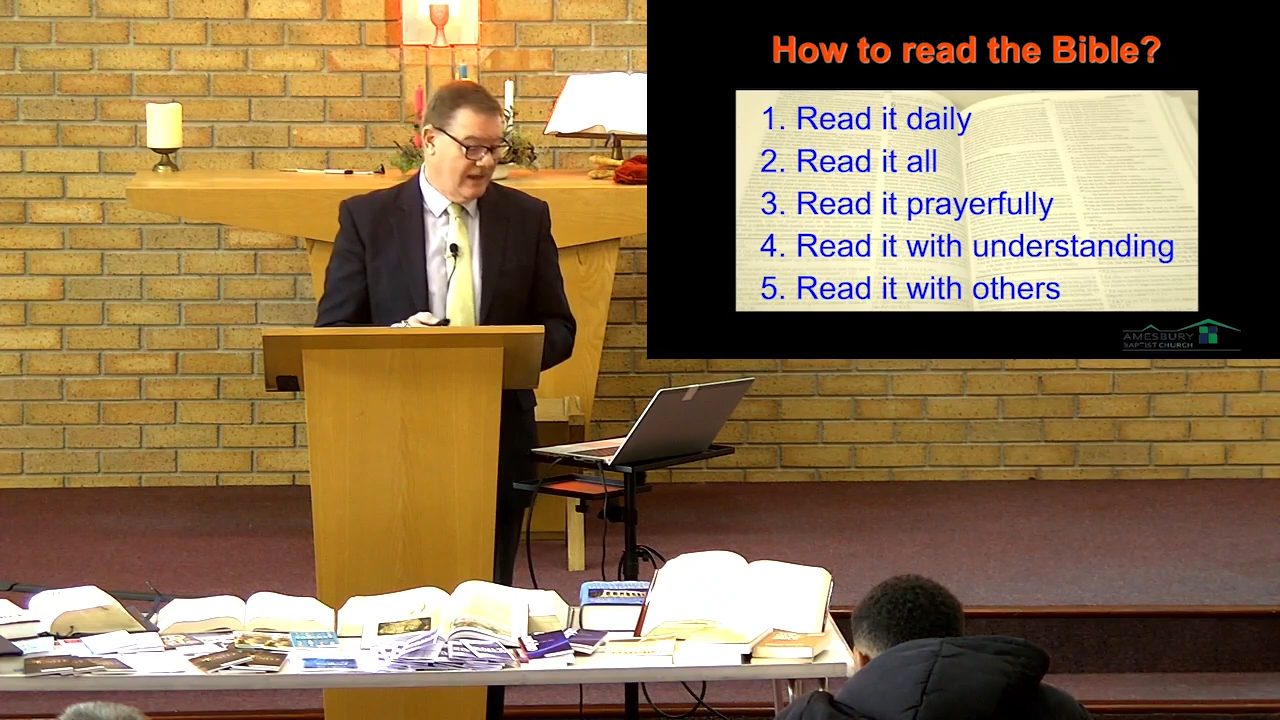 How to read the Bible?
1. Read it daily
2. Read it all
3. Read it prayerfully
4. Read it with understanding
5. Read it with others
AMESBURY
BAPTIST CHURCH